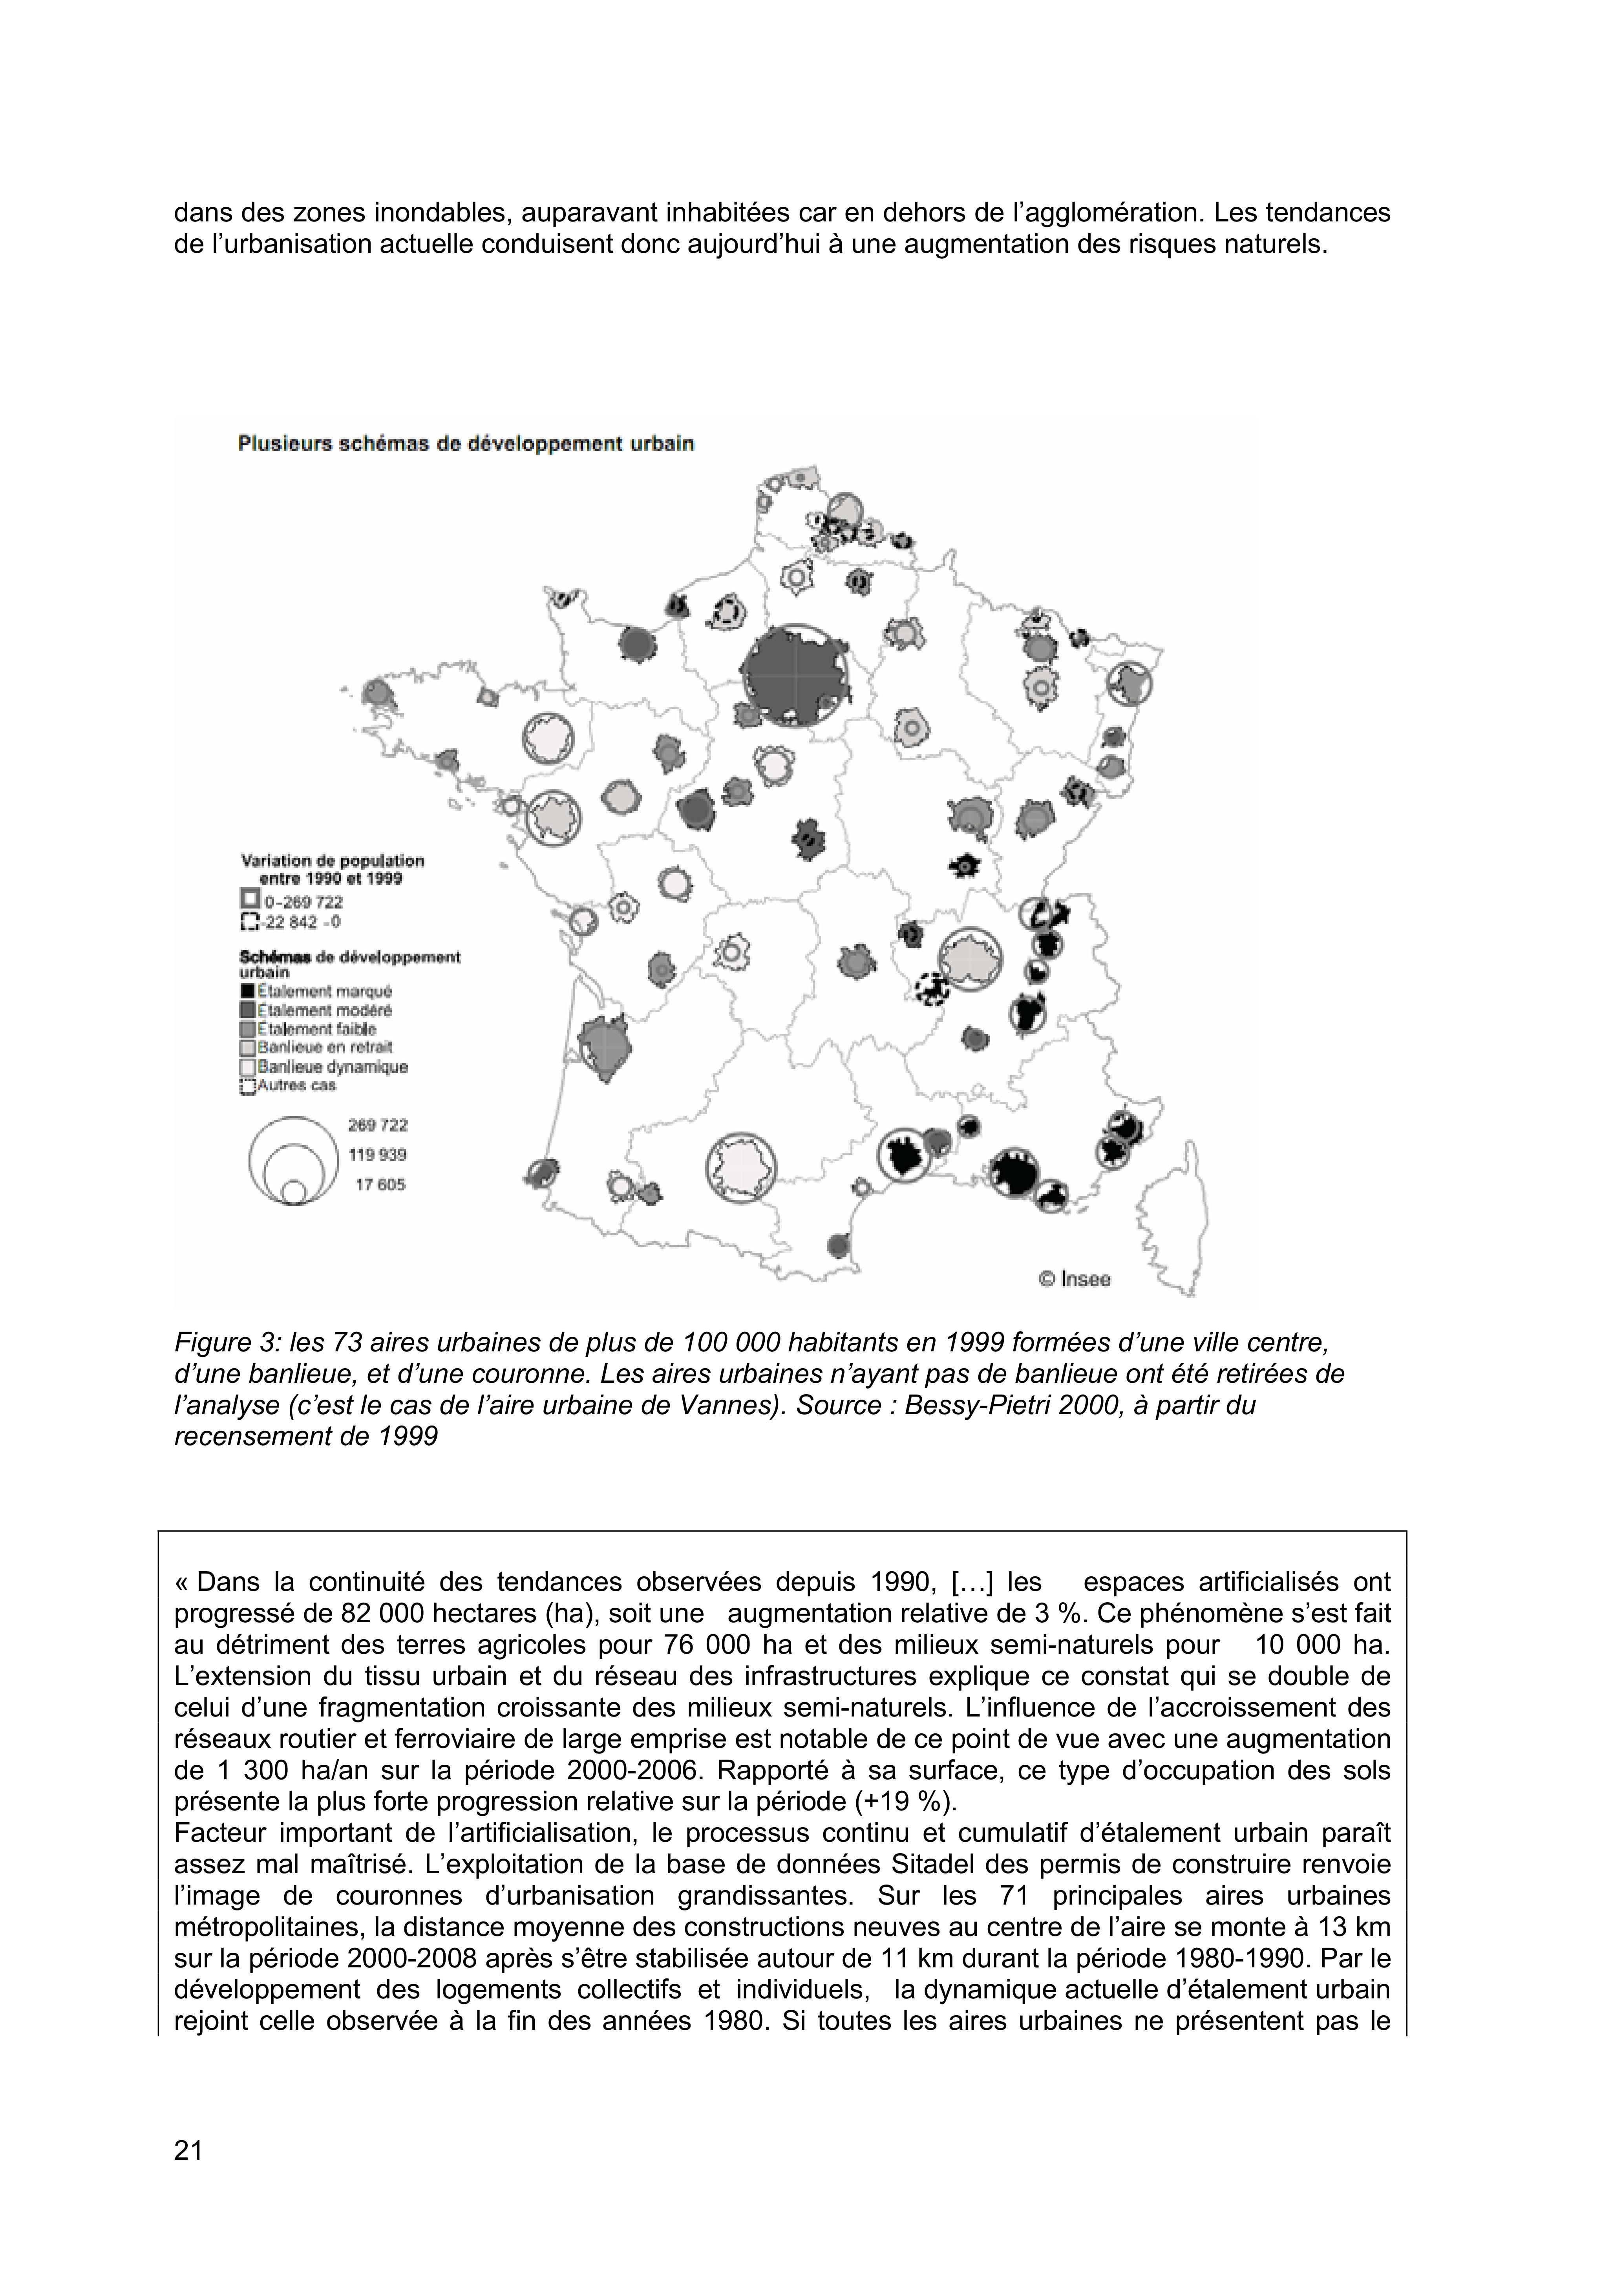 dans des zones inondables, auparavant inhabitées car en dehors de l’agglomération. Les tendances
de l’urbanisation actuelle conduisent donc aujourd’hui à une augmentation des risques naturels.
Plusieurs schémas de développement urbain
Variation de population
entre 1990 et 1999
0-269 722
-22 842 -0
Schémas de développement
urbain
Étalement marqué
Étalement modéré
Étalement faible
Banlieue en retrait
Banlieue dynamique
Autres cas
269 722
119 939
17 605
© Insee
Figure 3: les 73 aires urbaines de plus de 100 000 habitants en 1999 formées d’une ville centre,
d’une banlieue, et d’une couronne. Les aires urbaines n’ayant pas de banlieue ont été retirées de
l’analyse (c’est le cas de l’aire urbaine de Vannes). Source : Bessy-Pietri 2000, à partir du
recensement de 1999
« Dans la continuité des tendances observées depuis 1990, […] les espaces artificialisés ont
progressé de 82 000 hectares (ha), soit une augmentation relative de 3 %. Ce phénomène s’est fait
au détriment des terres agricoles pour 76 000 ha et des milieux semi-naturels pour 10 000 ha.
L’extension du tissu urbain et du réseau des infrastructures explique ce constat qui se double de
celui d’une fragmentation croissante des milieux semi-naturels. L’influence de l’accroissement des
réseaux routier et ferroviaire de large emprise est notable de ce point de vue avec une augmentation
de 1 300 ha/an sur la période 2000-2006. Rapporté à sa surface, ce type d’occupation des sols
présente la plus forte progression relative sur la période (+19 %).
Facteur important de l’artificialisation, le processus continu et cumulatif d’étalement urbain paraît
assez mal maîtrisé. L’exploitation de la base de données Sitadel des permis de construire renvoie
l’image de couronnes d’urbanisation grandissantes. Sur les 71 principales aires urbaines
métropolitaines, la distance moyenne des constructions neuves au centre de l’aire se monte à 13 km
sur la période 2000-2008 après s’être stabilisée autour de 11 km durant la période 1980-1990. Par le
développement des logements collectifs et individuels, la dynamique actuelle d’étalement urbain
rejoint celle observée à la fin des années 1980. Si toutes les aires urbaines ne présentent pas le
21